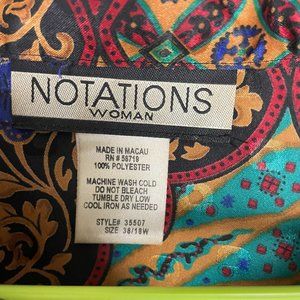 NOTATIONS
WOMAN
MADE IN MACAU
RN # 58719
100% POLYESTER
MACHINE WASH COLD
DO NOT BLEACH
TUMBLE DRY LOW
COOL IRON AS NEEDED
STYLE# 35507
SIZE 38/18W